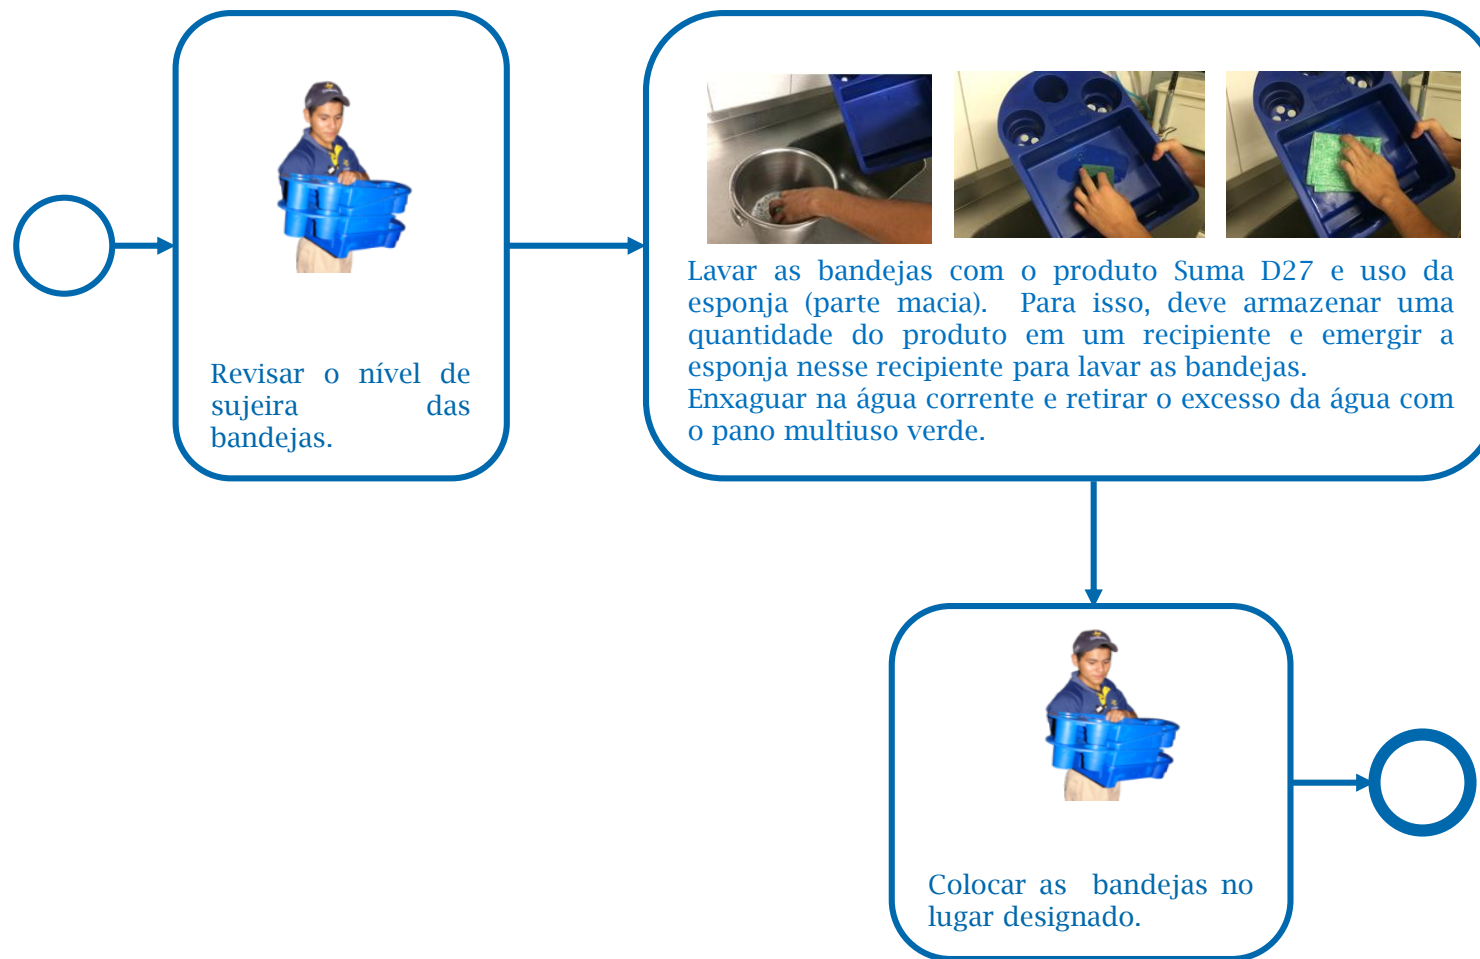 Revisar o nível de
sujeira das
bandejas.
Lavar as bandejas com o produto Suma D27 e uso da
esponja (parte macia). Para isso, deve armazenar uma
quantidade do produto em um recipiente e emergir a
esponja nesse recipiente para lavar as bandejas.
Enxaguar na água corrente e retirar o excesso da água com
o pano multiuso verde.
Colocar as bandejas no
lugar designado.